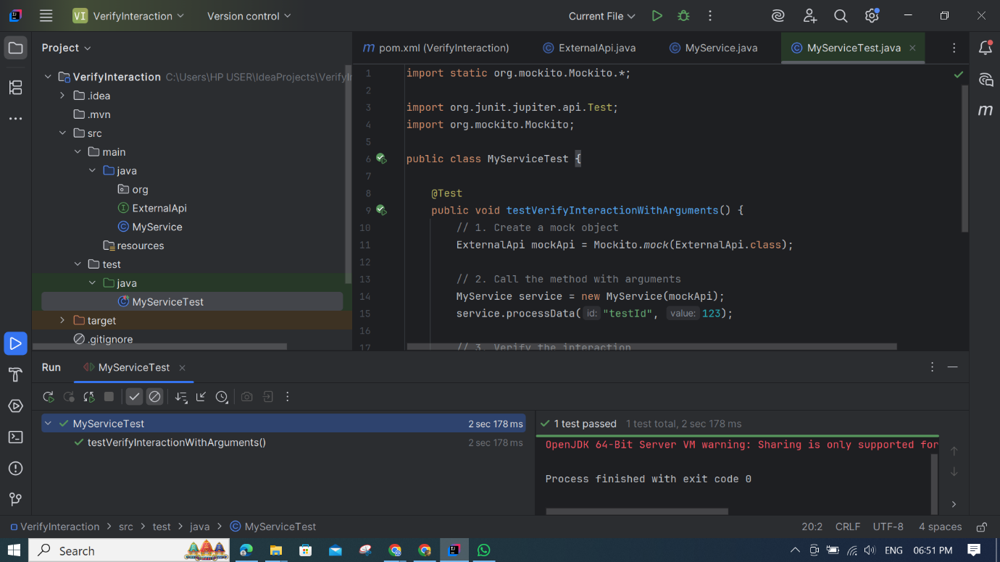 VI VerifyInteraction Version control Current File
Project
VerifyInteraction C:\Users\HP USER\IdeaProjects\VerifyI
.idea
.mvn
src
main
java
org
ExternalApi
MyService
resources
test
java
MyServiceTest
target
.gitignore
m pom.xml (VerifyInteraction) ExternalApi.java MyService.java MyServiceTest.java
1 import static org.mockito.Mockito.*;
2
3 import org.junit.jupiter.api.Test;
4 import org.mockito.Mockito;
5
6 public class MyServiceTest {
7
8 @Test
9 public void testVerifyInteractionWithArguments() {
10 // 1. Create a mock object
11 ExternalApi mockApi = Mockito.mock(ExternalApi.class);
12
13 // 2. Call the method with arguments
14 MyService service = new MyService(mockApi);
15 service.processData( id: "testId", value: 123);
16
17 // 3. Verify the interaction
m
Run MyServiceTest
MyServiceTest 2 sec 178 ms
testVerifyInteractionWithArguments() 2 sec 178 ms
1 test passed 1 test total, 2 sec 178 ms
OpenJDK 64-Bit Server VM warning: Sharing is only supported for
Process finished with exit code 0
VerifyInteraction > src > test > java > MyServiceTest 20:2 CRLF UTF-8 4 spaces
Search ENG 06:51 PM